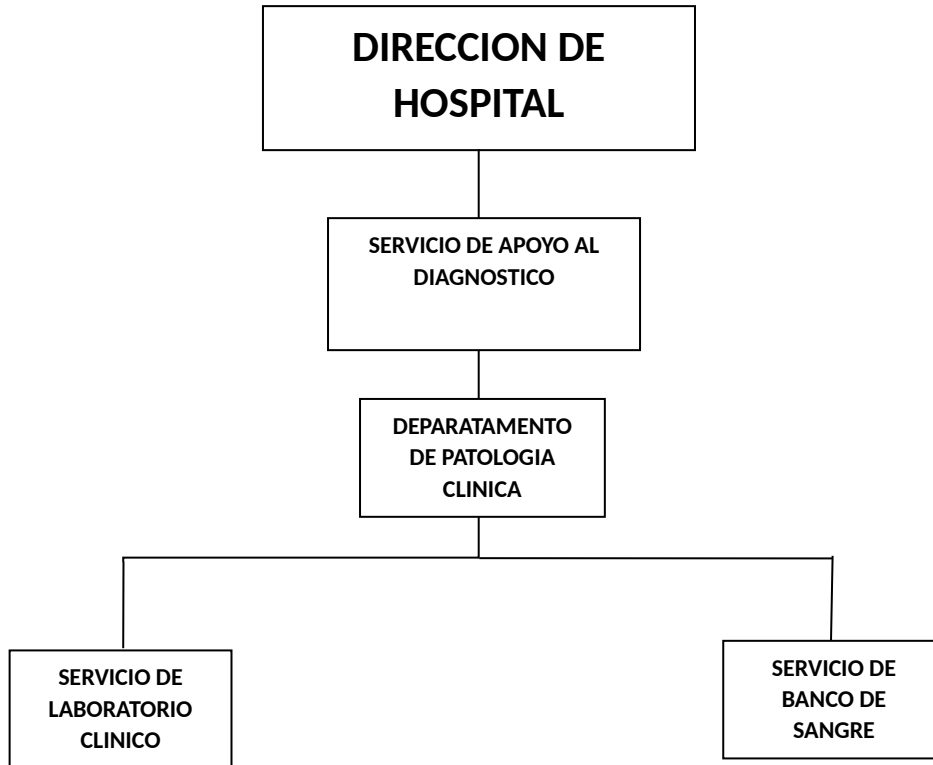 DIRECCION DE
HOSPITAL
SERVICIO DE APOYO AL
DIAGNOSTICO
DEPARATAMENTO
DE PATOLOGIA
CLINICA
SERVICIO DE
LABORATORIO
CLINICO
SERVICIO DE
BANCO DE
SANGRE